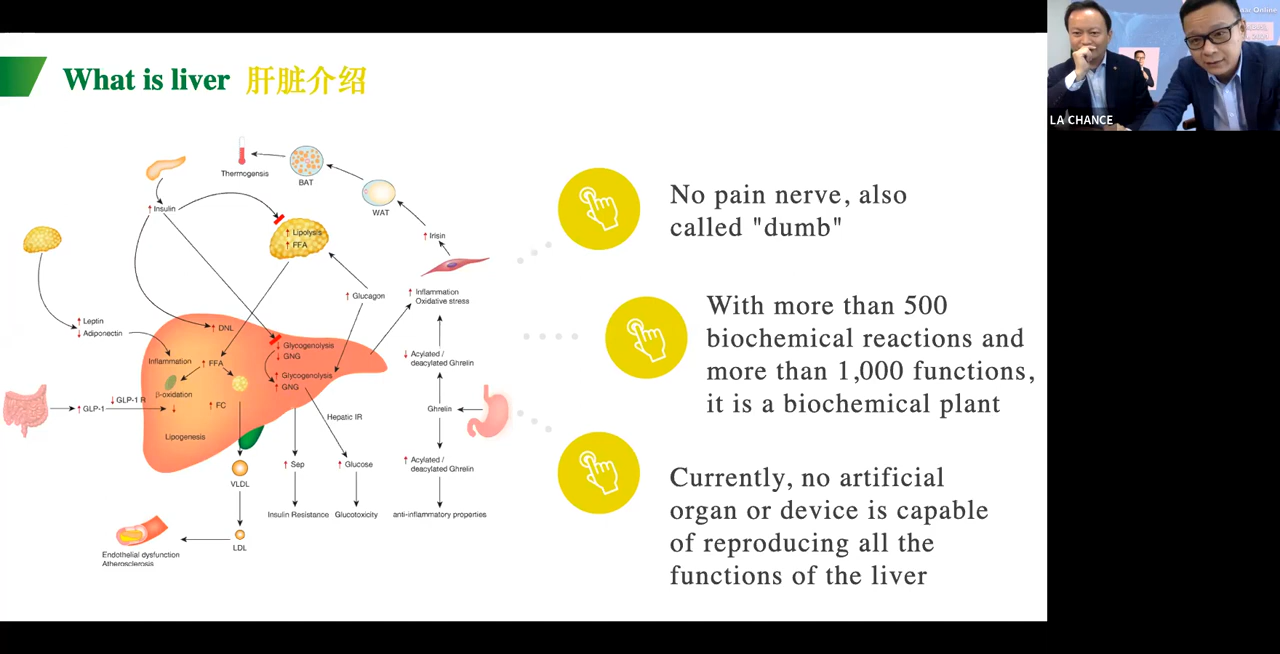 What is liver 肝脏介绍
LA CHANCE
Thermogensis
BAT
WAT
Insulin
Lipolysis
FFA
Irisin
Glucagon
Inflammation
Oxidative stress
Leptin
Adiponectin
DNL
Glycogenolysis
GNG
Inflammation
FFA
Acylated /
deacylated Ghrelin
Glycogenolysis
GNG
β-oxidation
GLP-1 R
GLP-1
FC
Ghrelin
Hepatic IR
Lipogenesis
Sep
Glucose
Acylated /
deacylated Ghrelin
VLDL
Insulin Resistance
Glucotoxicity
anti-inflammatory properties
LDL
Endothelial dysfunction
Atherosclerosis
No pain nerve, also
called "dumb"
With more than 500
biochemical reactions and
more than 1,000 functions,
it is a biochemical plant
Currently, no artificial
organ or device is capable
of reproducing all the
functions of the liver
Online